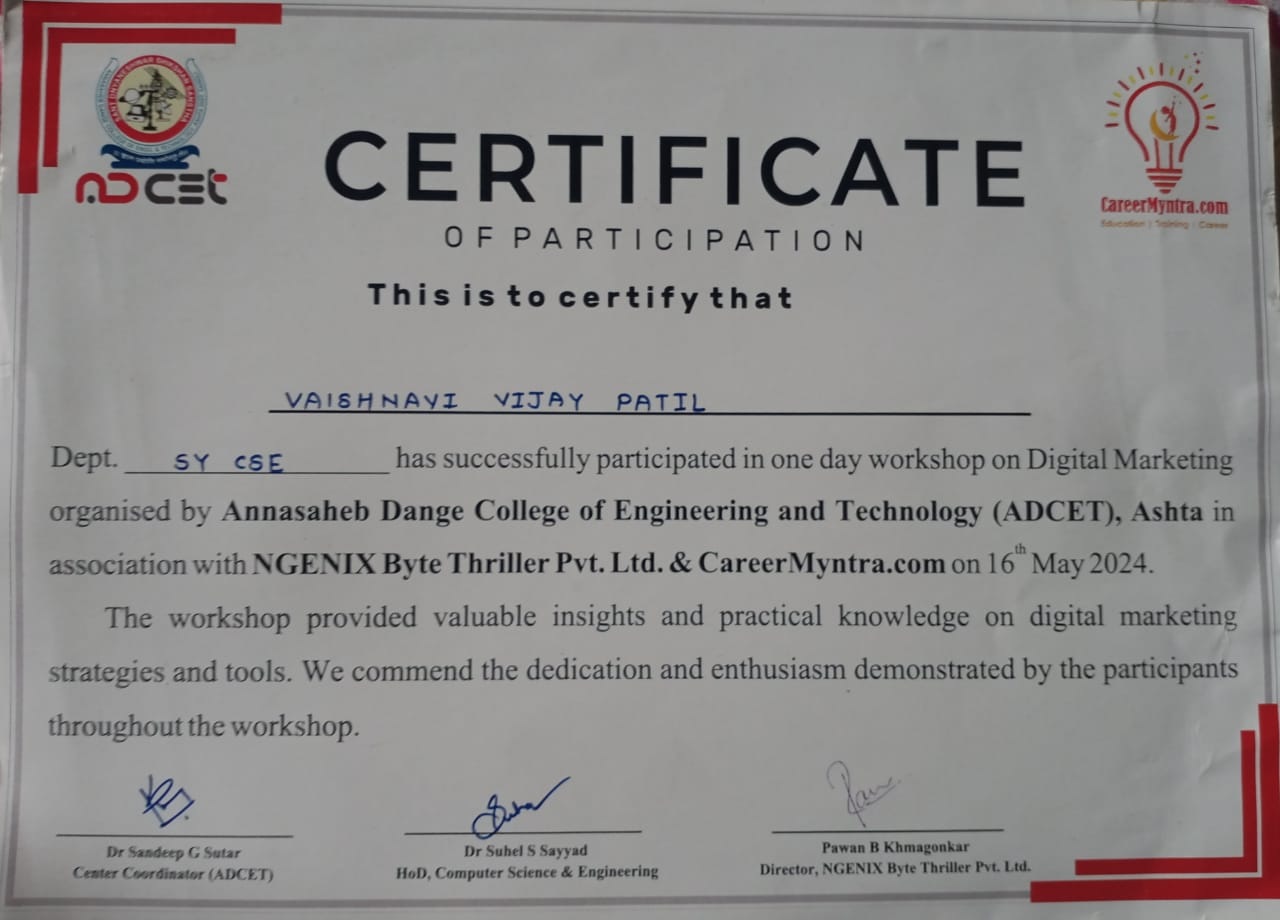 SANT DNYANESHWAR SHIKSHAN SANSTHA
ADCET
CareerMyntra.com
Education | Training | Career
CERTIFICATE
OF PARTICIPATION
This is to certify that
VAISHNAVI VIJAY PATIL
Dept. SY CSE has successfully participated in one day workshop on Digital Marketing
organised by Annasaheb Dange College of Engineering and Technology (ADCET), Ashta in
association with NGENIX Byte Thriller Pvt. Ltd. & CareerMyntra.com on 16th May 2024.
The workshop provided valuable insights and practical knowledge on digital marketing
strategies and tools. We commend the dedication and enthusiasm demonstrated by the participants
throughout the workshop.
Dr Sandeep G Sutar
Center Coordinator (ADCET)
Dr Suhel S Sayyad
HoD, Computer Science & Engineering
Pawan B Khmagonkar
Director, NGENIX Byte Thriller Pvt. Ltd.